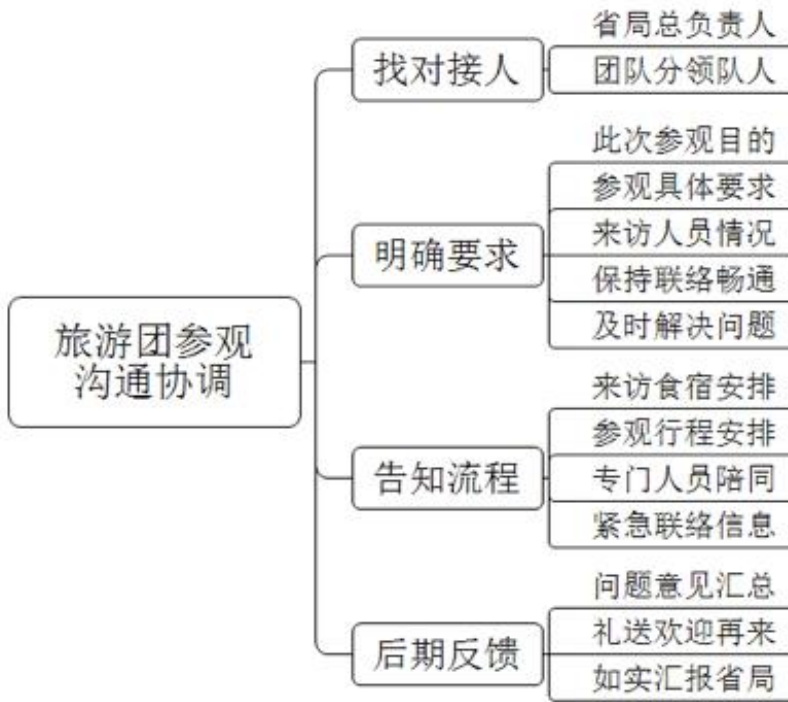 旅游团参观
沟通协调
找对接人
省局总负责人
团队分领队人
明确要求
此次参观目的
参观具体要求
来访人员情况
保持联络畅通
及时解决问题
告知流程
来访食宿安排
参观行程安排
专门人员陪同
紧急联络信息
后期反馈
问题意见汇总
礼送欢迎再来
如实汇报省局